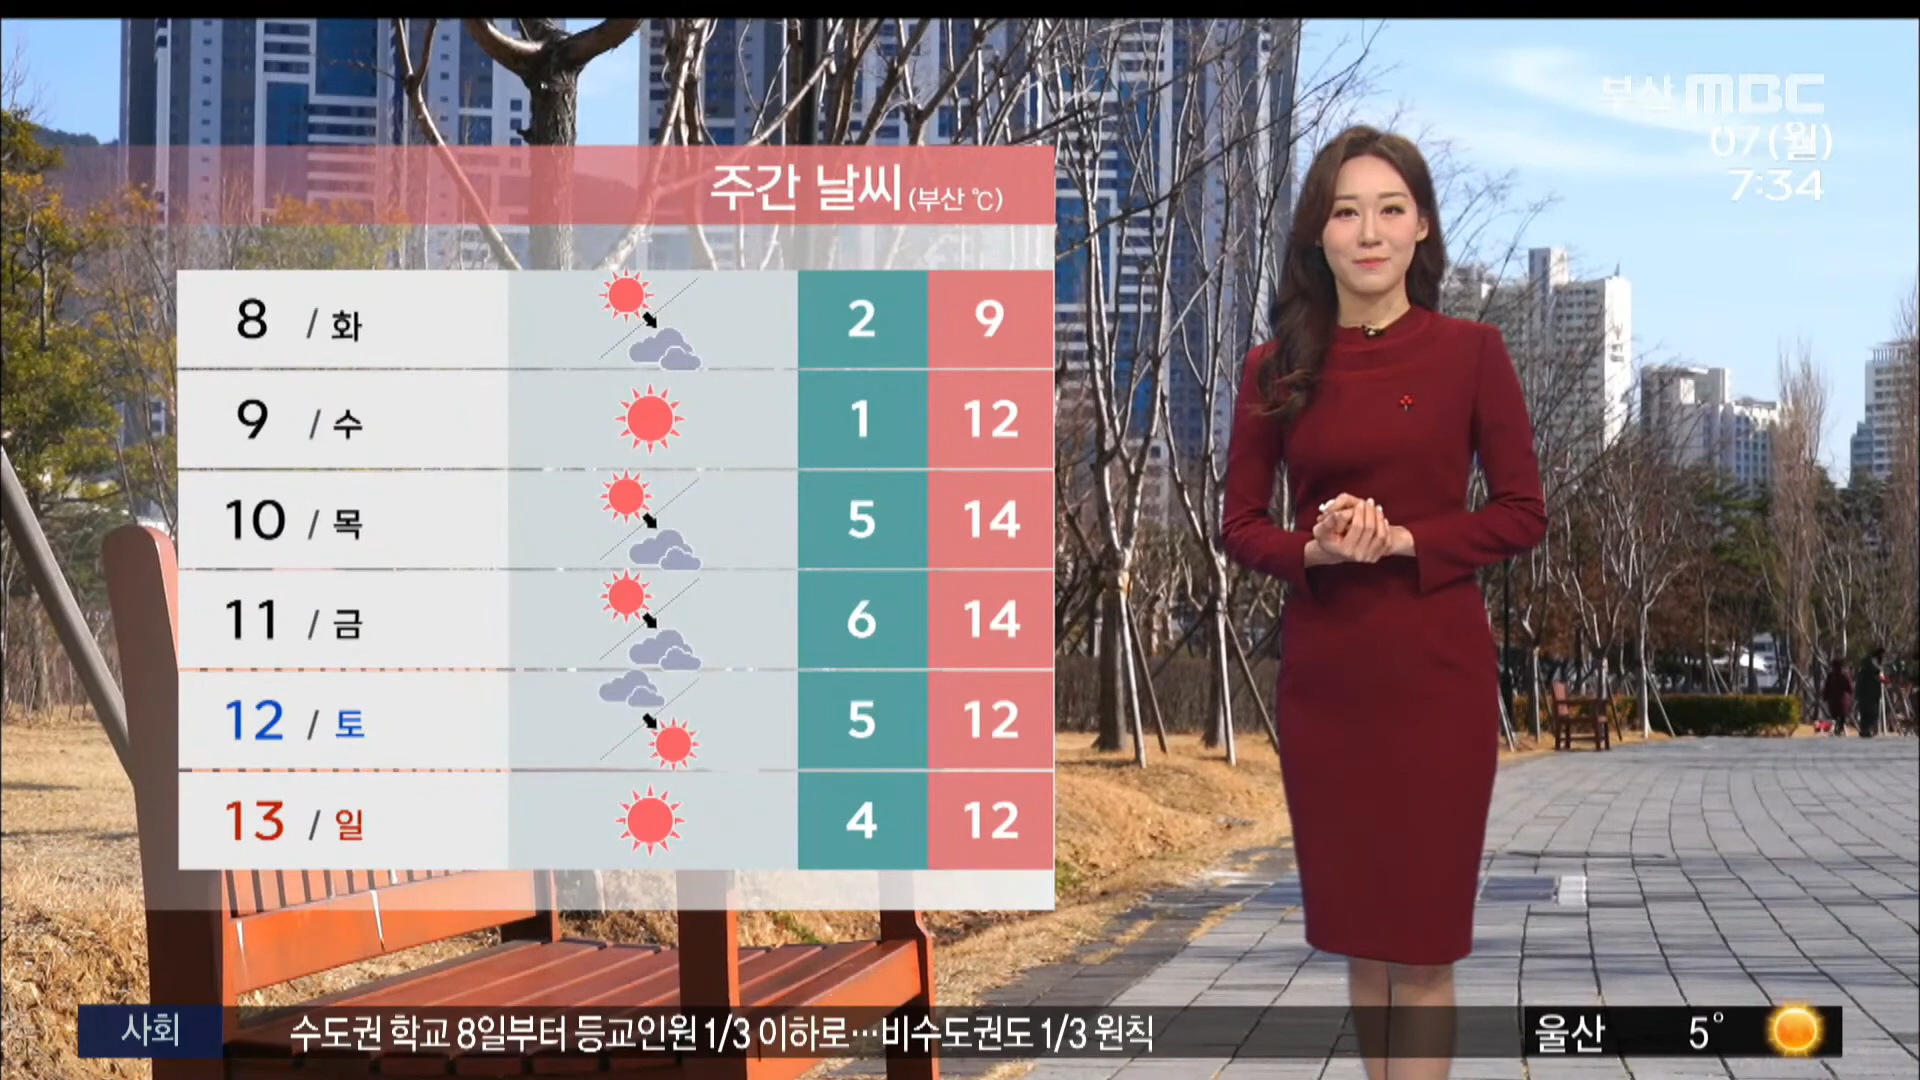 부산 MBC
07(월)
7:34
주간 날씨 (부산 ℃)
8 / 화 2 9
9 / 수 1 12
10 / 목 5 14
11 / 금 6 14
12 / 토 5 12
13 / 일 4 12
사회 수도권 학교 8일부터 등교인원 1/3 이하로…비수도권도 1/3 원칙
울산 5°